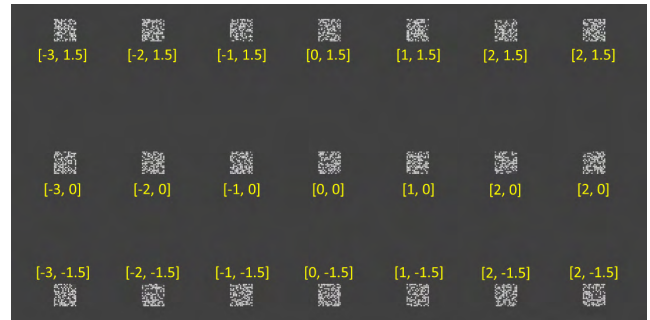 [-3, 1.5] [-2, 1.5] [-1, 1.5] [0, 1.5] [1, 1.5] [2, 1.5] [2, 1.5]
[-3, 0] [-2, 0] [-1, 0] [0, 0] [1, 0] [2, 0] [2, 0]
[-3, -1.5] [-2, -1.5] [-1, -1.5] [0, -1.5] [1, -1.5] [2, -1.5] [2, -1.5]